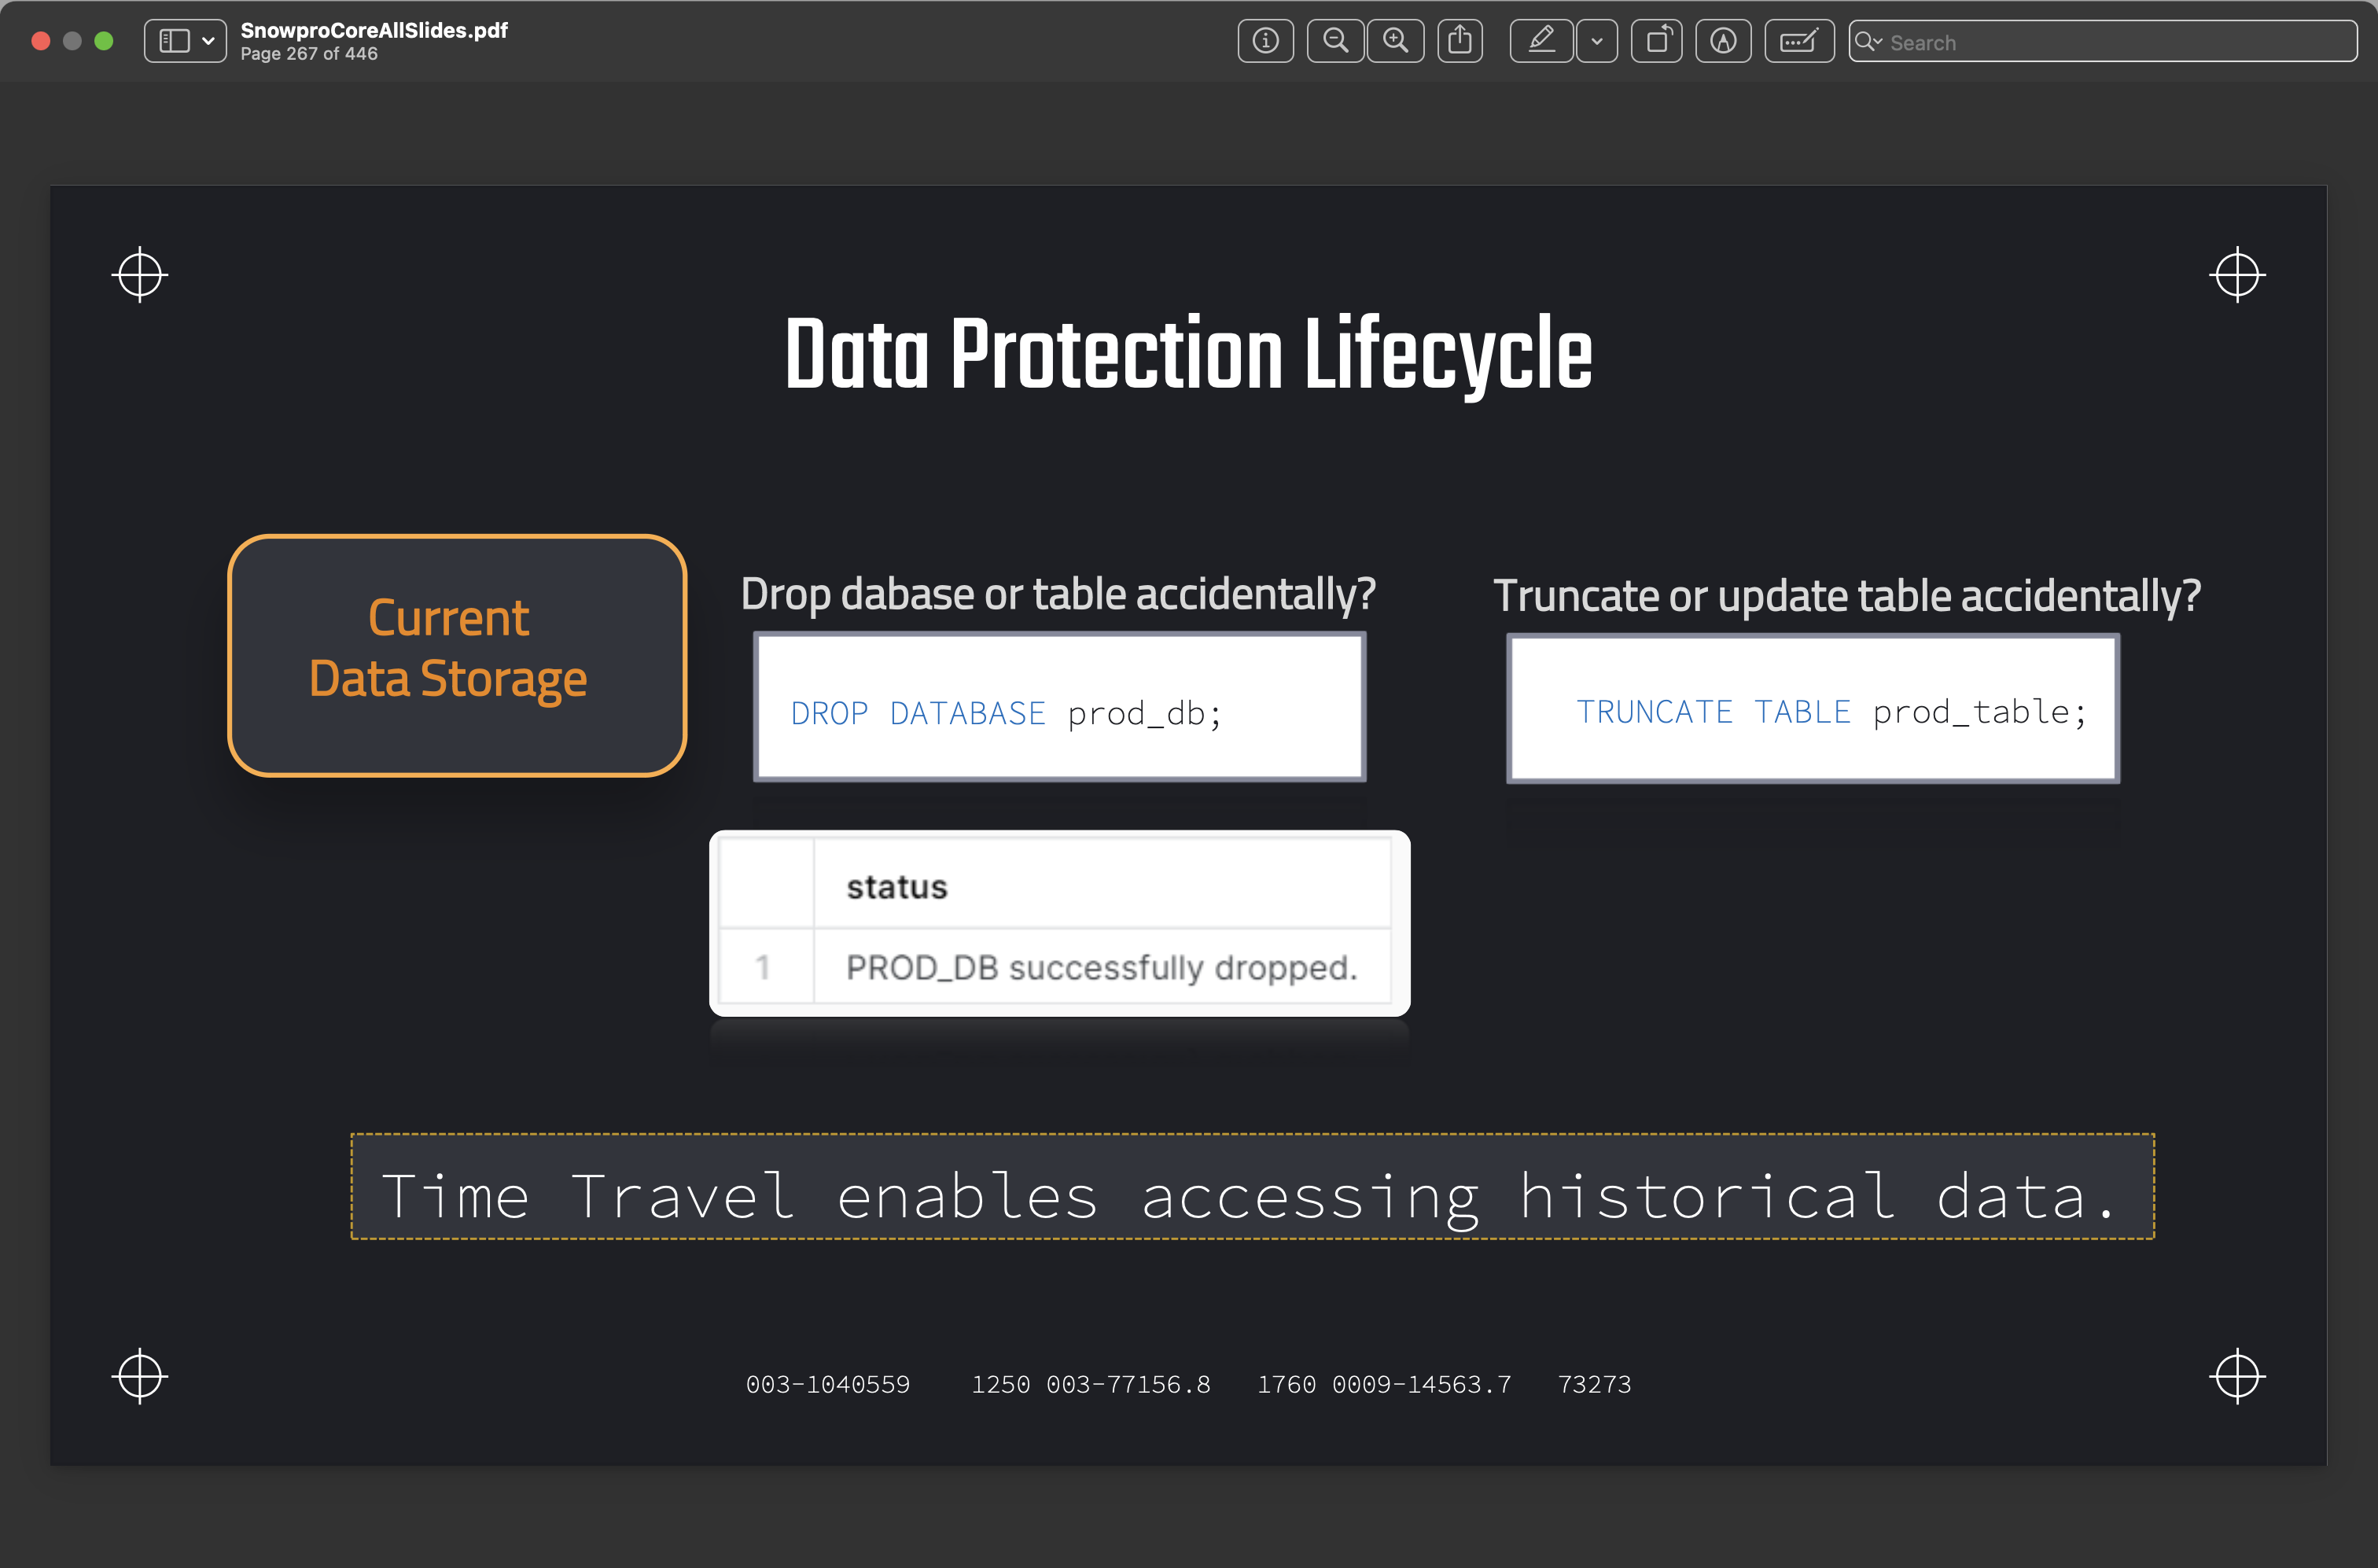 SnowproCoreAllSlides.pdf
Page 267 of 446
Search
Data Protection Lifecycle
Current
Data Storage
Drop dabase or table accidentally?
DROP DATABASE prod_db;
status
1 PROD_DB successfully dropped.
Truncate or update table accidentally?
TRUNCATE TABLE prod_table;
Time Travel enables accessing historical data.
003-1040559 1250 003-77156.8 1760 0009-14563.7 73273